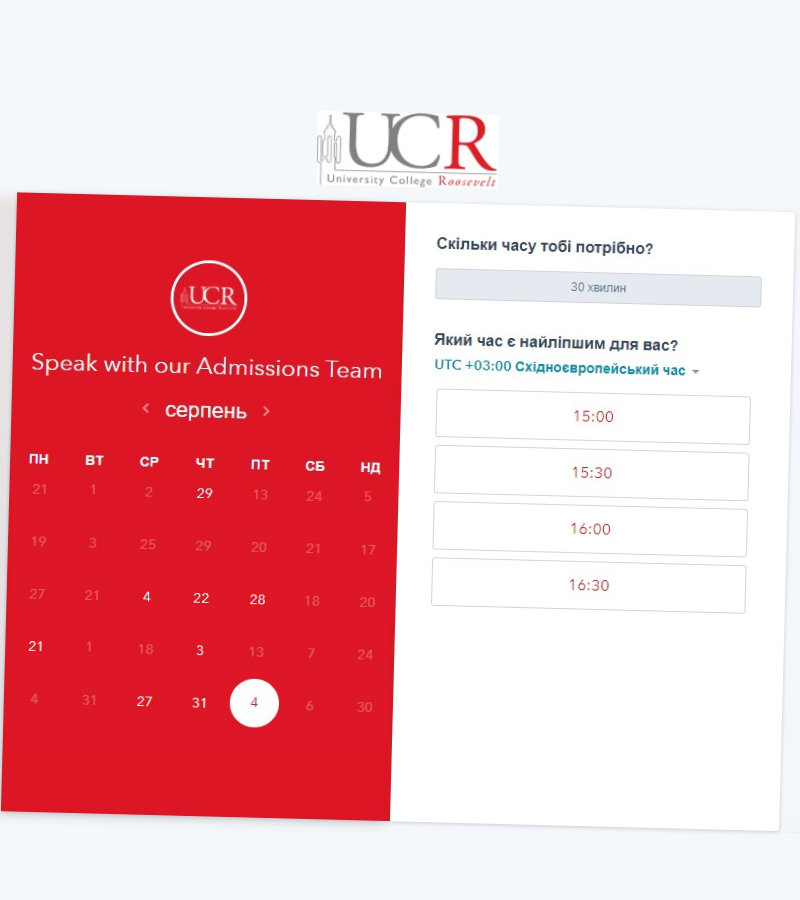 UCR
University College Roosevelt
UCR
Speak with our Admissions Team
серпень
ПН ВТ СР ЧТ ПТ СБ НД
21 1 2 29 13 24 5
19 3 25 29 20 21 17
27 21 4 22 28 18 20
21 1 18 3 13 7 24
4 31 27 31 4 6 30
Скільки часу тобі потрібно?
30 хвилин
Який час є найліпшим для вас?
UTC +03:00 Східноєвропейський час
15:00
15:30
16:00
16:30